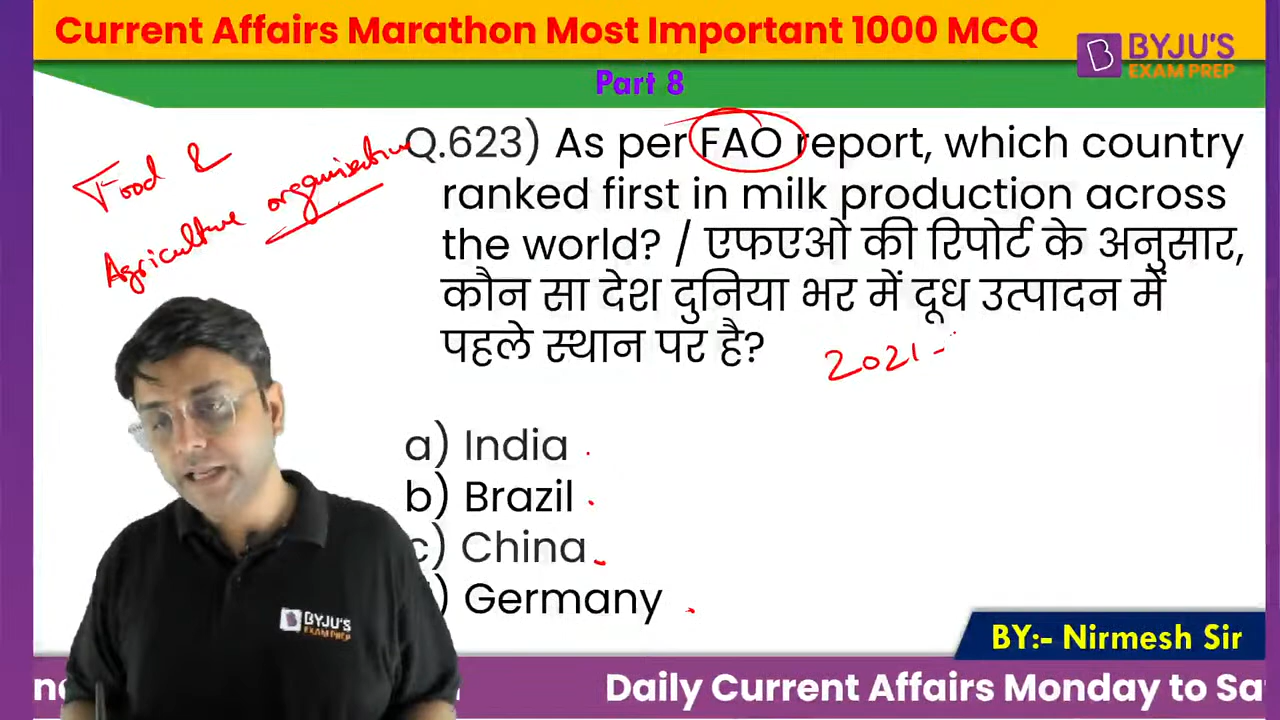 Current Affairs Marathon Most Important 1000 MCQ
BYJU'S
EXAM PREP
Part 8
Food &
Agriculture organisation
Q.623) As per FAO report, which country
ranked first in milk production across
the world? / एफएओ की रिपोर्ट के अनुसार,
कौन सा देश दुनिया भर में दूध उत्पादन में
पहले स्थान पर है?
2021-
a) India
b) Brazil
c) China
) Germany
BYJU'S
EXAM PREP
BY:- Nirmesh Sir
Daily Current Affairs Monday to Sa